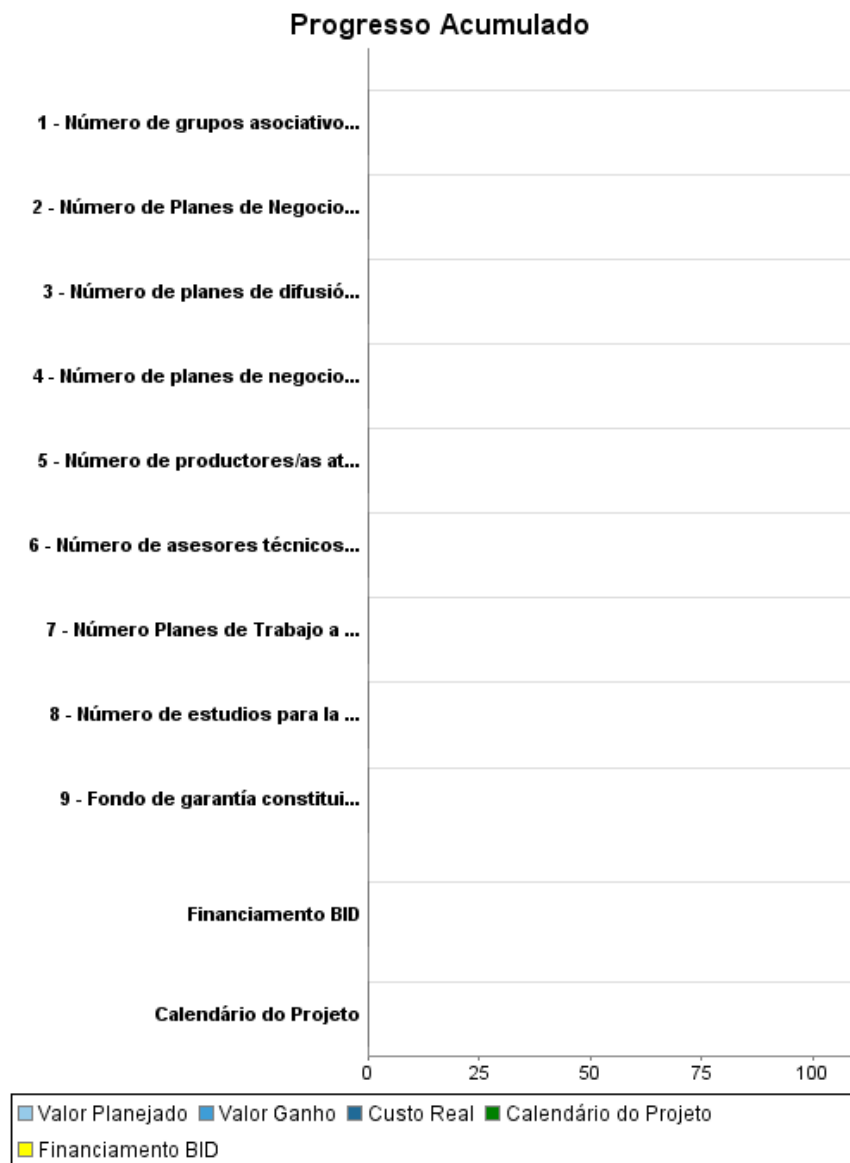 Progresso Acumulado
1 - Número de grupos asociativo...
2 - Número de Planes de Negocio...
3 - Número de planes de difusió...
4 - Número de planes de negocio...
5 - Número de productores/as at...
6 - Número de asesores técnicos...
7 - Número Planes de Trabajo a ...
8 - Número de estudios para la ...
9 - Fondo de garantía constitui...
Financiamento BID
Calendário do Projeto
0 25 50 75 100
Valor Planejado Valor Ganho Custo Real Calendário do Projeto
Financiamento BID